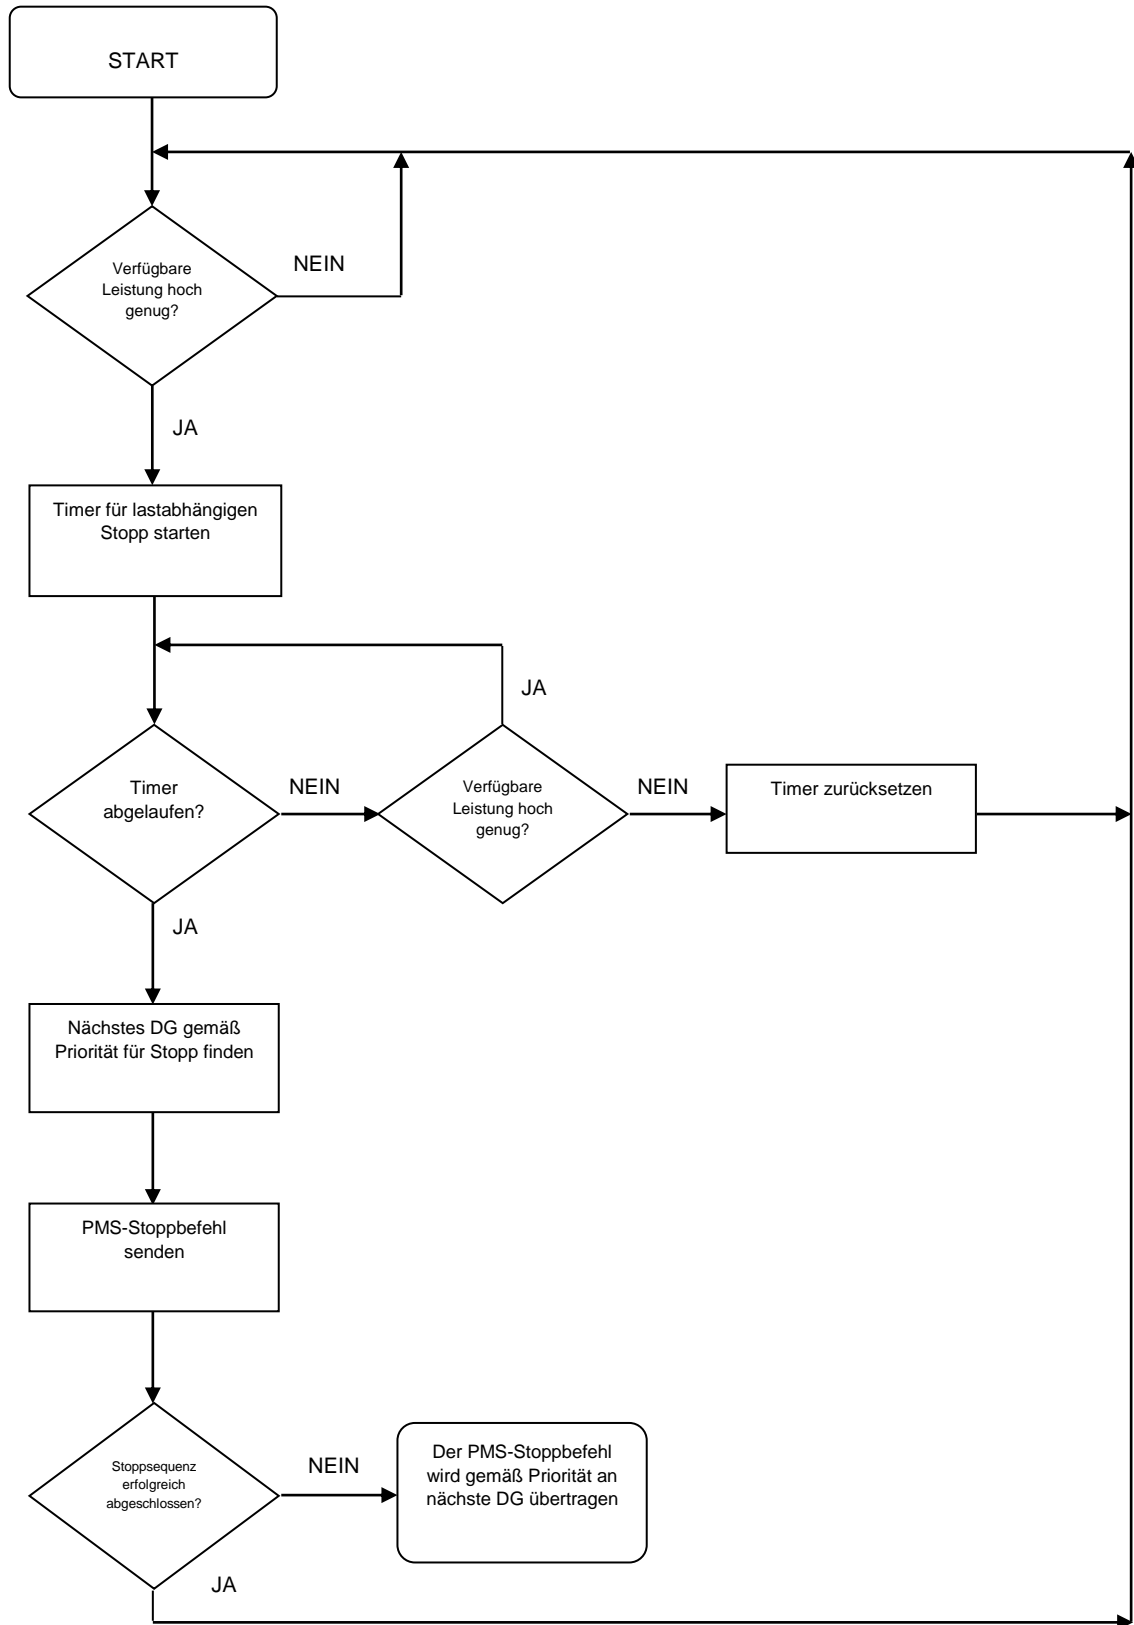 START
Verfügbare
Leistung hoch
genug?
NEIN
JA
Timer für lastabhängigen
Stopp starten
JA
Timer
abgelaufen?
NEIN
Verfügbare
Leistung hoch
genug?
NEIN
Timer zurücksetzen
JA
Nächstes DG gemäß
Priorität für Stopp finden
PMS-Stoppbefehl
senden
Stoppsequenz
erfolgreich
abgeschlossen?
NEIN
Der PMS-Stoppbefehl
wird gemäß Priorität an
nächste DG übertragen
JA